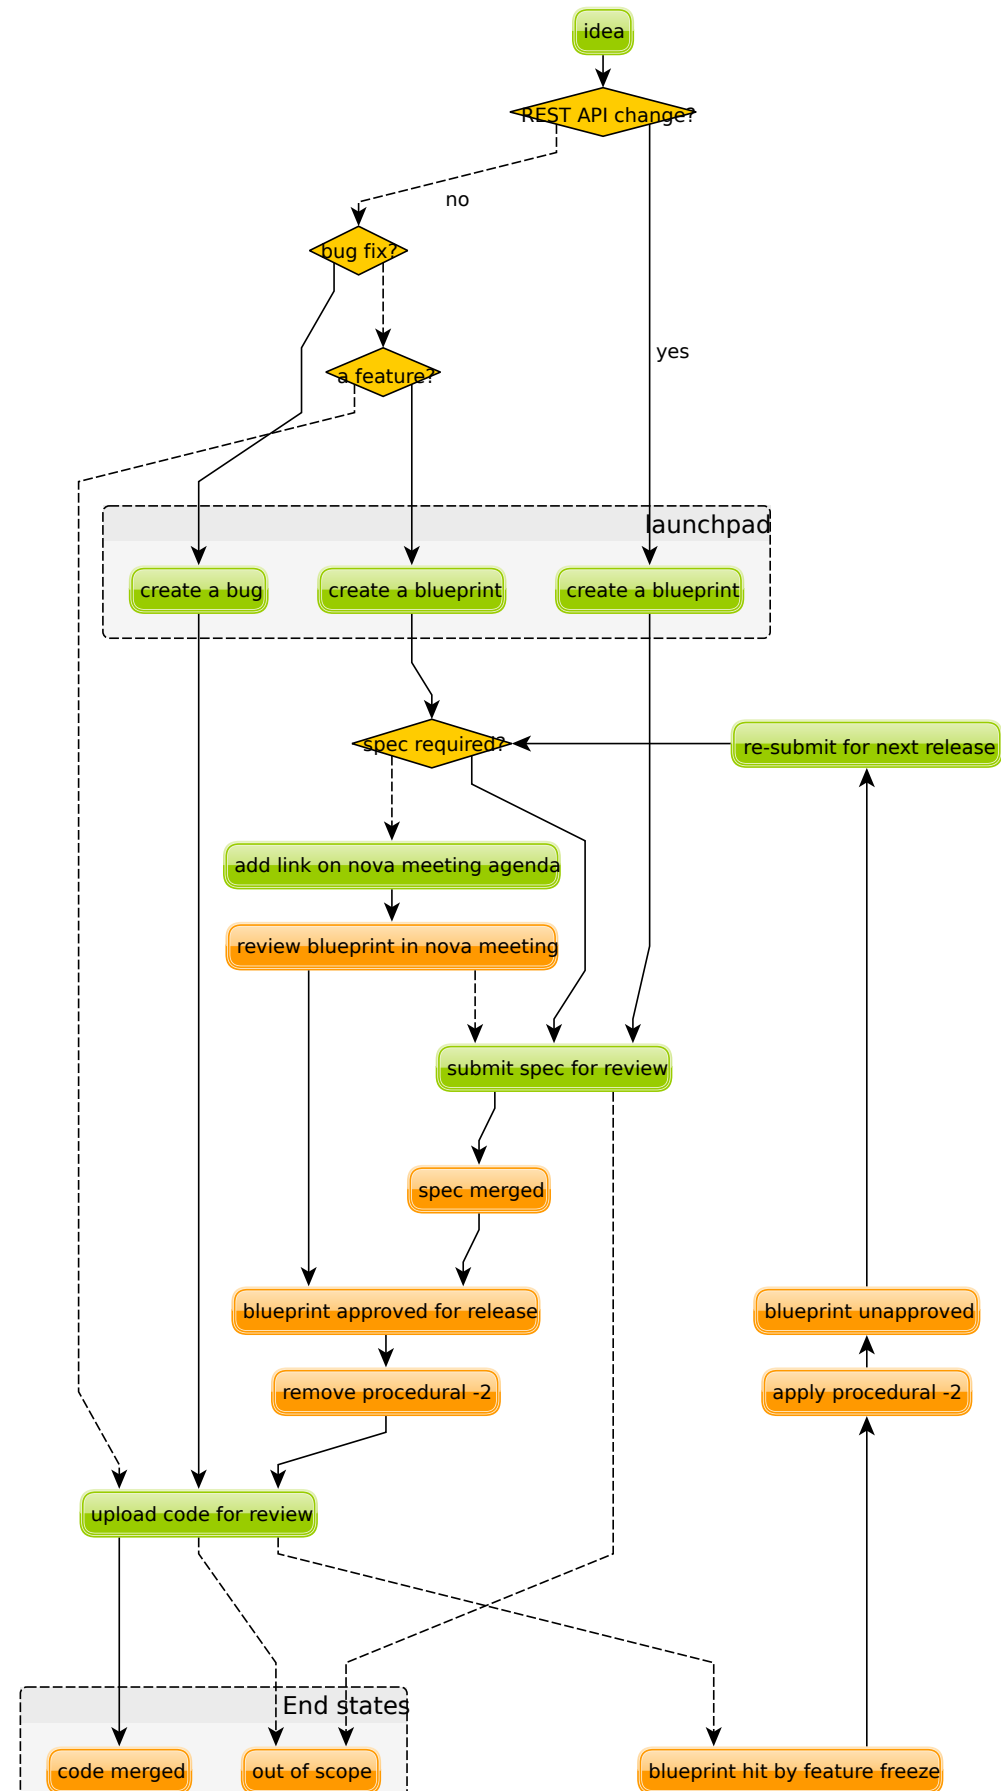 idea
REST API change?
no
bug fix?
yes
a feature?
launchpad
create a bug
create a blueprint
create a blueprint
spec required?
re-submit for next release
add link on nova meeting agenda
review blueprint in nova meeting
submit spec for review
spec merged
blueprint approved for release
blueprint unapproved
remove procedural -2
apply procedural -2
upload code for review
End states
code merged
out of scope
blueprint hit by feature freeze